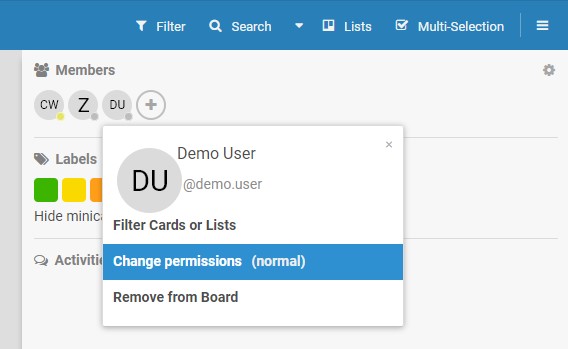 Filter Search Lists Multi-Selection
Members
CW Z DU
Demo User
×
DU @demo.user
Labels
Filter Cards or Lists
Hide minica
Change permissions (normal)
Activitie
Remove from Board